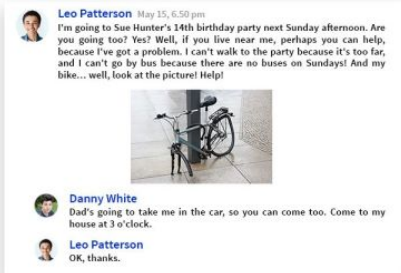 Leo Patterson May 15, 6.50 pm
I'm going to Sue Hunter's 14th birthday party next Sunday afternoon. Are
you going too? Yes? Well, if you live near me, perhaps you can help,
because I've got a problem. I can't walk to the party because it's too far,
and I can't go by bus because there are no buses on Sundays! And my
bike... well, look at the picture! Help!
Danny White
Dad's going to take me in the car, so you can come too. Come to my
house at 3 o'clock.
Leo Patterson
OK, thanks.